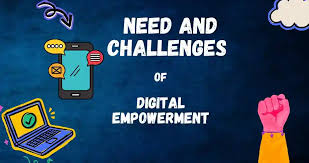 NEED AND
CHALLENGES
OF
DIGITAL
EMPOWERMENT